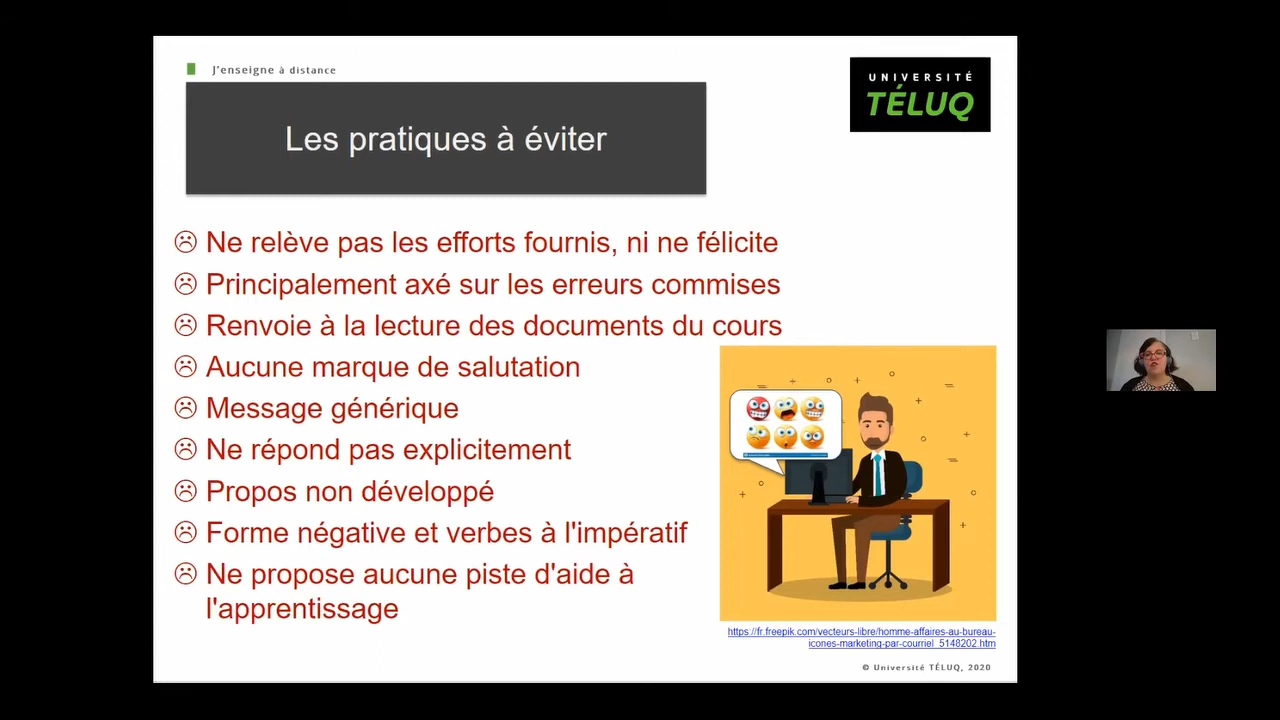 J'enseigne à distance
UNIVERSITÉ
TÉLUQ
Les pratiques à éviter
☹ Ne relève pas les efforts fournis, ni ne félicite
☹ Principalement axé sur les erreurs commises
☹ Renvoie à la lecture des documents du cours
☹ Aucune marque de salutation
☹ Message générique
☹ Ne répond pas explicitement
☹ Propos non développé
☹ Forme négative et verbes à l'impératif
☹ Ne propose aucune piste d'aide à
l'apprentissage
https://fr.freepik.com/vecteurs-libre/homme-affaires-au-bureau-
icones-marketing-par-courriel_5148202.htm
© Université TÉLUQ, 2020